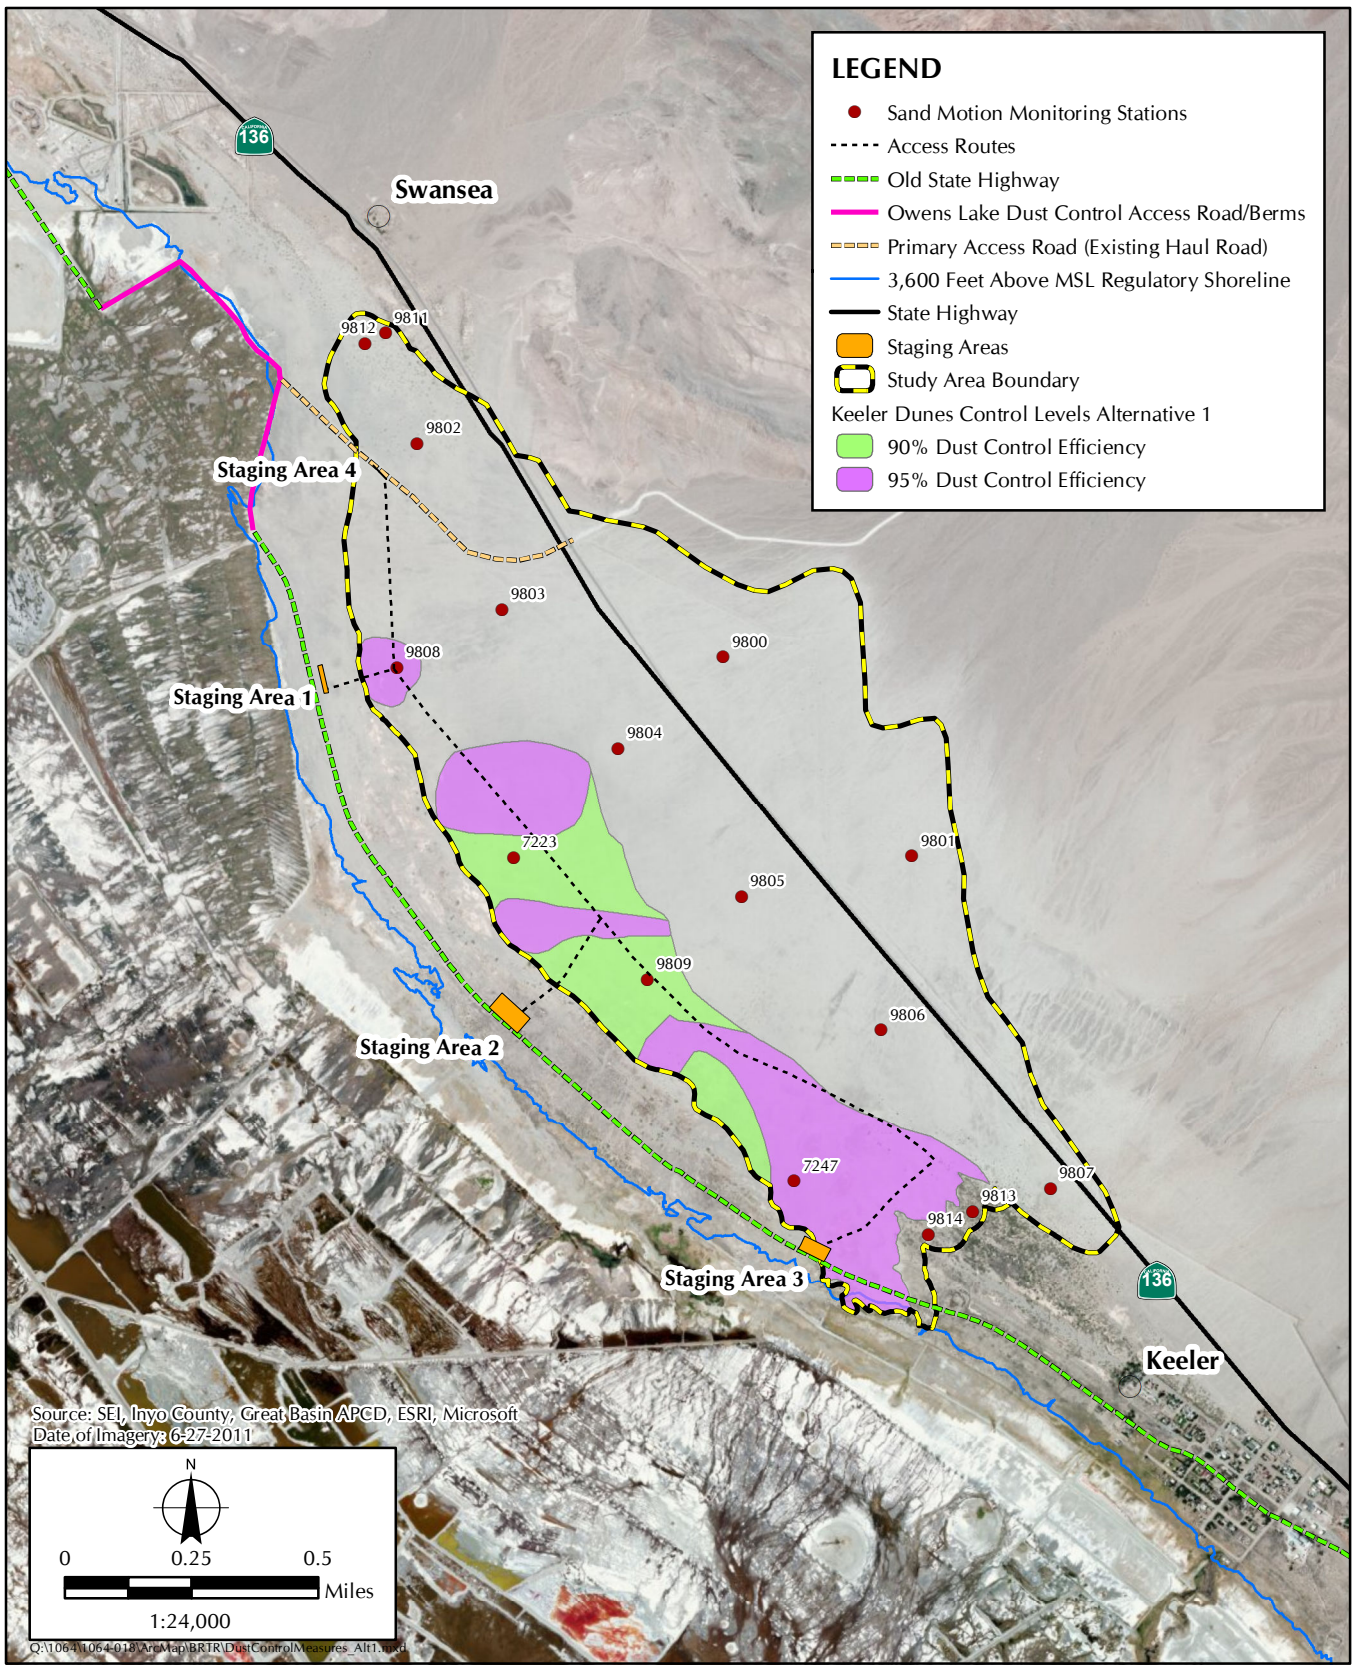 LEGEND
Sand Motion Monitoring Stations
Access Routes
Old State Highway
Owens Lake Dust Control Access Road/Berms
Primary Access Road (Existing Haul Road)
3,600 Feet Above MSL Regulatory Shoreline
State Highway
Staging Areas
Study Area Boundary
Keeler Dunes Control Levels Alternative 1
90% Dust Control Efficiency
95% Dust Control Efficiency
CALIFORNIA
136
Swansea
9811
9812
9802
Staging Area 4
9803
9808
9800
Staging Area 1
9804
7223
9801
9805
9809
9806
Staging Area 2
7247
9807
9813
9814
Staging Area 3
CALIFORNIA
136
Keeler
Source: SEI, Inyo County, Great Basin APCD, ESRI, Microsoft
Date of Imagery: 6-27-2011
N
0 0.25 0.5
Miles
1:24,000
Q:\1064\1064-018\ArcMap\BRTR\DustControlMeasures_Alt1.mxd